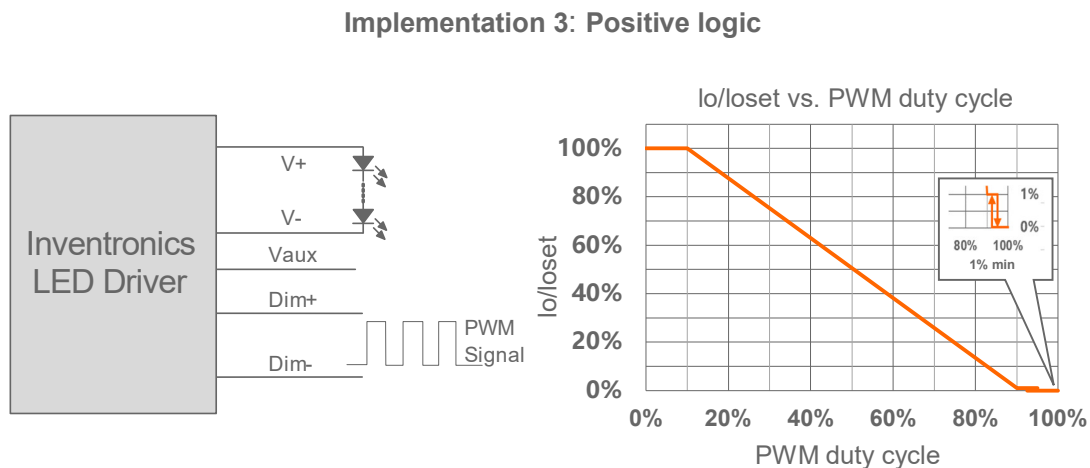 Implementation 3: Positive logic
Inventronics
LED Driver
V+
V-
Vaux
Dim+
Dim-
PWM
Signal
Io/Ioset vs. PWM duty cycle
Io/Ioset
100%
80%
60%
40%
20%
0%
0% 20% 40% 60% 80% 100%
PWM duty cycle
1%
0%
80% 100%
1% min